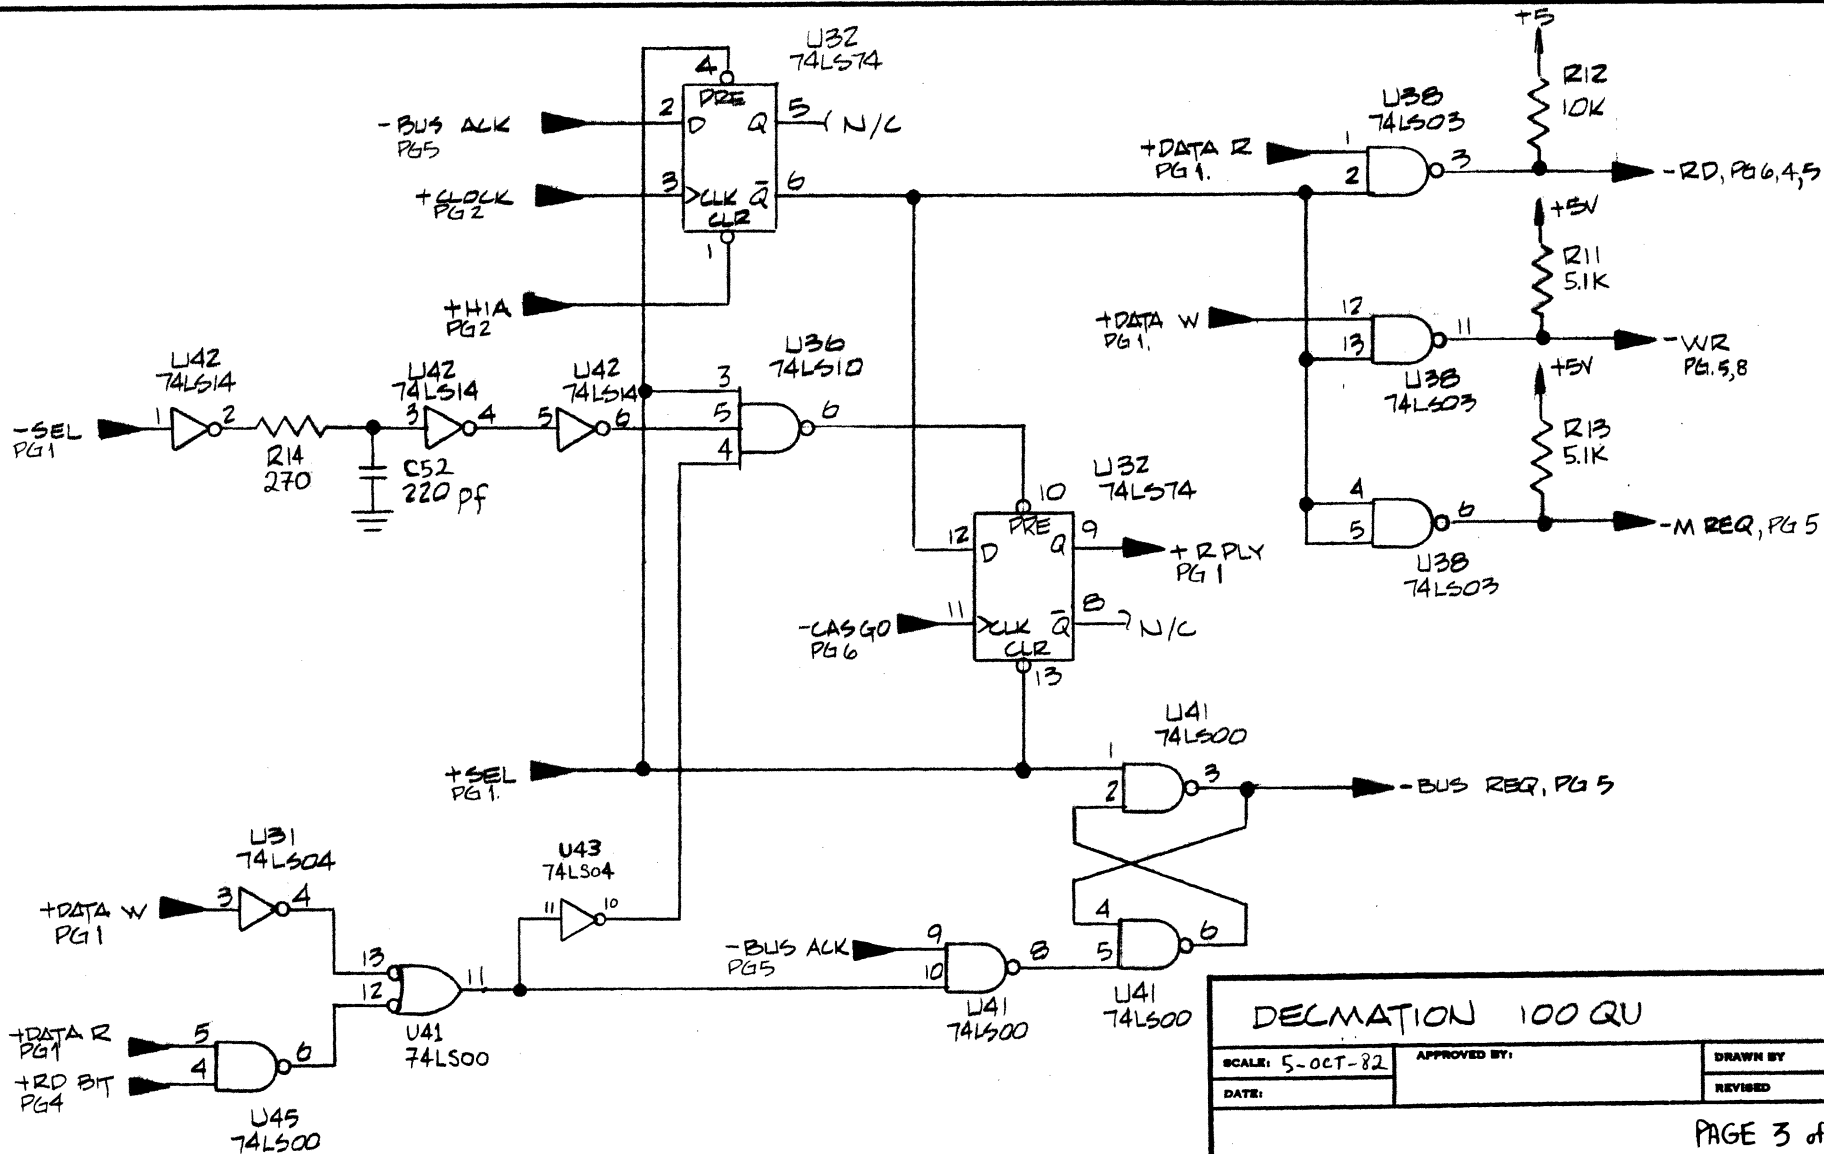 U32
74LS74
4
PRE
-BUS ACK
PG5
2
D
Q
5
N/C
+CLOCK
PG2
3
CLK
Q̅
6
CLR
1
+HIA
PG2
+5
R12
10K
U38
74LS03
+DATA R
PG1.
1
2
3
-RD, PG6,4,5
+5V
R11
5.1K
+DATA W
PG1.
12
13
11
-WR
PG.5,8
U38
74LS03
+5V
R13
5.1K
4
5
6
-M REQ, PG5
U38
74LS03
-SEL
PG1
1
U42
74LS14
2
R14
270
C52
220 pf
U42
74LS14
3
4
U42
74LS14
5
6
U36
74LS10
3
5
4
6
U32
74LS74
10
PRE
12
D
Q
9
+RPLY
PG1
-CASGO
PG6
11
CLK
Q̅
8
N/C
CLR
13
+SEL
PG1.
U41
74LS00
1
2
3
-BUS REQ, PG5
U31
74LS04
+DATA W
PG1
3
4
U43
74LS04
11
10
13
12
11
U41
74LS00
+DATA R
PG1
+RD BIT
PG4
5
4
6
U45
74LS00
-BUS ACK
PG5
9
10
8
U41
74LS00
4
5
6
U41
74LS00
DECMATION 100 QU
SCALE: 5-OCT-82
APPROVED BY:
DRAWN BY
DATE:
REVISED
PAGE 3 of